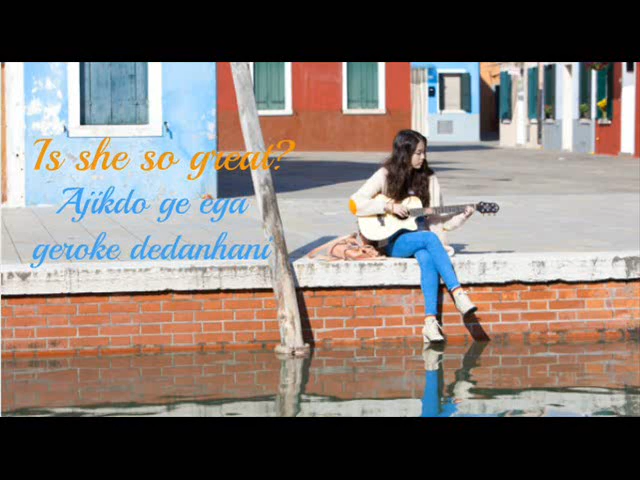 Is she so great?
Ajikdo ge ega
geroke dedanhani